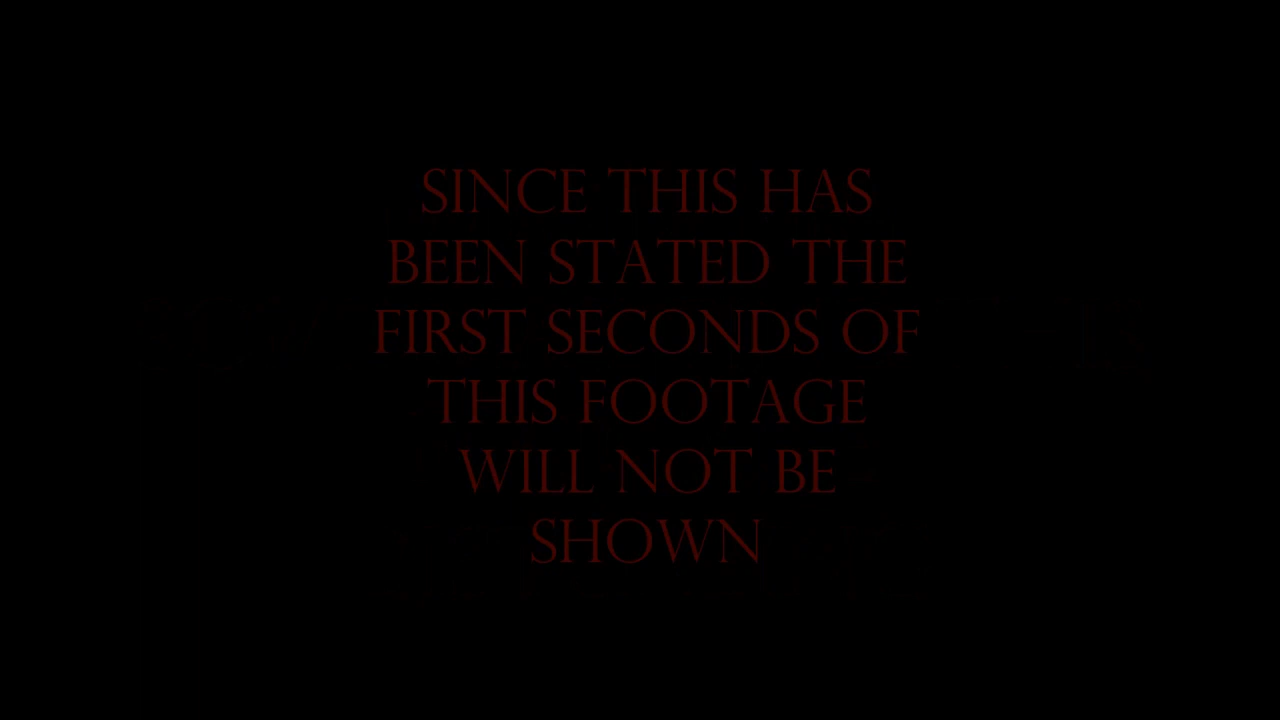 SINCE THIS HAS
BEEN STATED THE
FIRST SECONDS OF
THIS FOOTAGE
WILL NOT BE
SHOWN